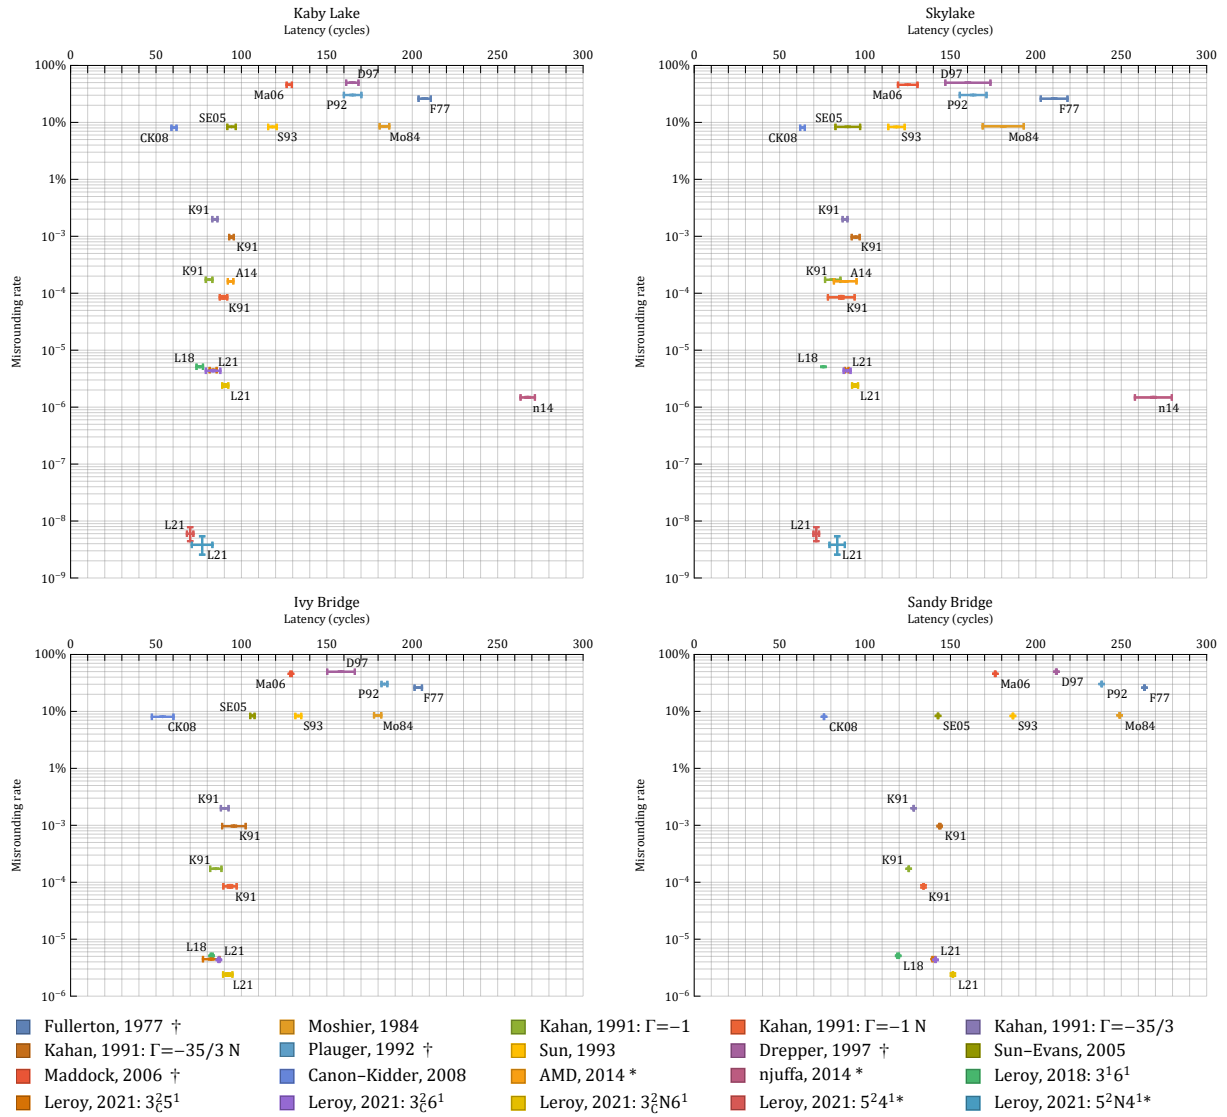 Kaby Lake
Latency (cycles)
0 50 100 150 200 250 300
100%
10%
1%
10⁻³
10⁻⁴
10⁻⁵
10⁻⁶
10⁻⁷
10⁻⁸
10⁻⁹
Misrounding rate
D97
Ma06
P92
F77
SE05
CK08
S93
Mo84
K91
K91
K91
A14
K91
L18
L21
L21
n14
L21
L21
Skylake
Latency (cycles)
0 50 100 150 200 250 300
100%
10%
1%
10⁻³
10⁻⁴
10⁻⁵
10⁻⁶
10⁻⁷
10⁻⁸
10⁻⁹
Misrounding rate
D97
Ma06
P92
F77
SE05
CK08
S93
Mo84
K91
K91
K91
A14
K91
L18
L21
L21
n14
L21
L21
Ivy Bridge
Latency (cycles)
0 50 100 150 200 250 300
100%
10%
1%
10⁻³
10⁻⁴
10⁻⁵
10⁻⁶
Misrounding rate
D97
Ma06
P92
F77
SE05
CK08
S93
Mo84
K91
K91
K91
K91
L18
L21
L21
Sandy Bridge
Latency (cycles)
0 50 100 150 200 250 300
100%
10%
1%
10⁻³
10⁻⁴
10⁻⁵
10⁻⁶
Misrounding rate
Ma06
D97
P92
F77
CK08
SE05
S93
Mo84
K91
K91
K91
K91
L21
L18
L21
Fullerton, 1977 † Moshier, 1984 Kahan, 1991: Γ=−1 Kahan, 1991: Γ=−1 N Kahan, 1991: Γ=−35/3
Kahan, 1991: Γ=−35/3 N Plauger, 1992 † Sun, 1993 Drepper, 1997 † Sun–Evans, 2005
Maddock, 2006 † Canon–Kidder, 2008 AMD, 2014 * njuffa, 2014 * Leroy, 2018: 3¹6¹
Leroy, 2021: 3²_C5¹ Leroy, 2021: 3²_C6¹ Leroy, 2021: 3²_CN6¹ Leroy, 2021: 5²4¹* Leroy, 2021: 5²N4¹*